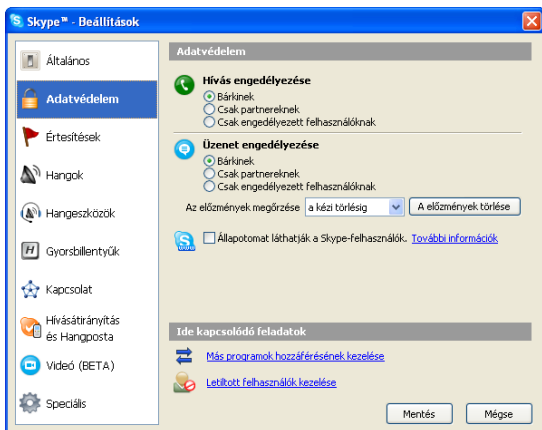 Skype™ - Beállítások
Általános
Adatvédelem
Értesítések
Hangok
Hangeszközök
H Gyorsbillentyűk
Kapcsolat
Hívásátirányítás
és Hangposta
Videó (BETA)
Speciális
Adatvédelem
Hívás engedélyezése
Bárkinek
Csak partnereknek
Csak engedélyezett felhasználóknak
Üzenet engedélyezése
Bárkinek
Csak partnereknek
Csak engedélyezett felhasználóknak
Az előzmények megőrzése a kézi törlésig A előzmények törlése
Állapotomat láthatják a Skype-felhasználók. További információk
Ide kapcsolódó feladatok
Más programok hozzáférésének kezelése
Letiltott felhasználók kezelése
Mentés Mégse